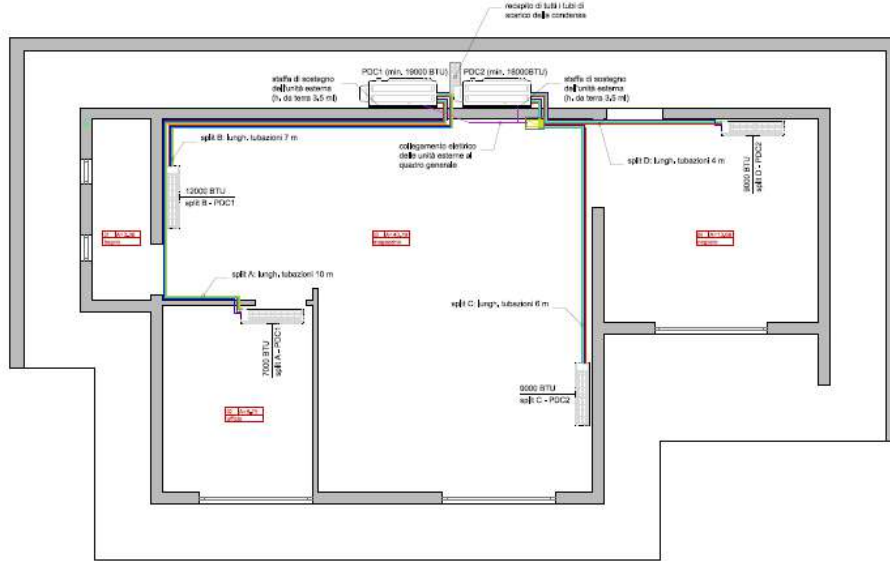 recapito di tutti i tubi di
scarico della condensa
PDC1 (min. 19000 BTU)
PDC2 (min. 18000BTU)
staffa di sostegno
dell'unità esterna
(h. da terra 3,5 ml)
staffa di sostegno
dell'unità esterna
(h. da terra 3,5 ml)
split B: lungh. tubazioni 7 m
collegamento elettrico
delle unità esterne al
quadro generale
split D: lungh. tubazioni 4 m
9000 BTU
split D - PDC2
12000 BTU
split B - PDC1
split A: lungh. tubazioni 10 m
split C: lungh. tubazioni 6 m
7000 BTU
split A - PDC1
9000 BTU
split C - PDC2